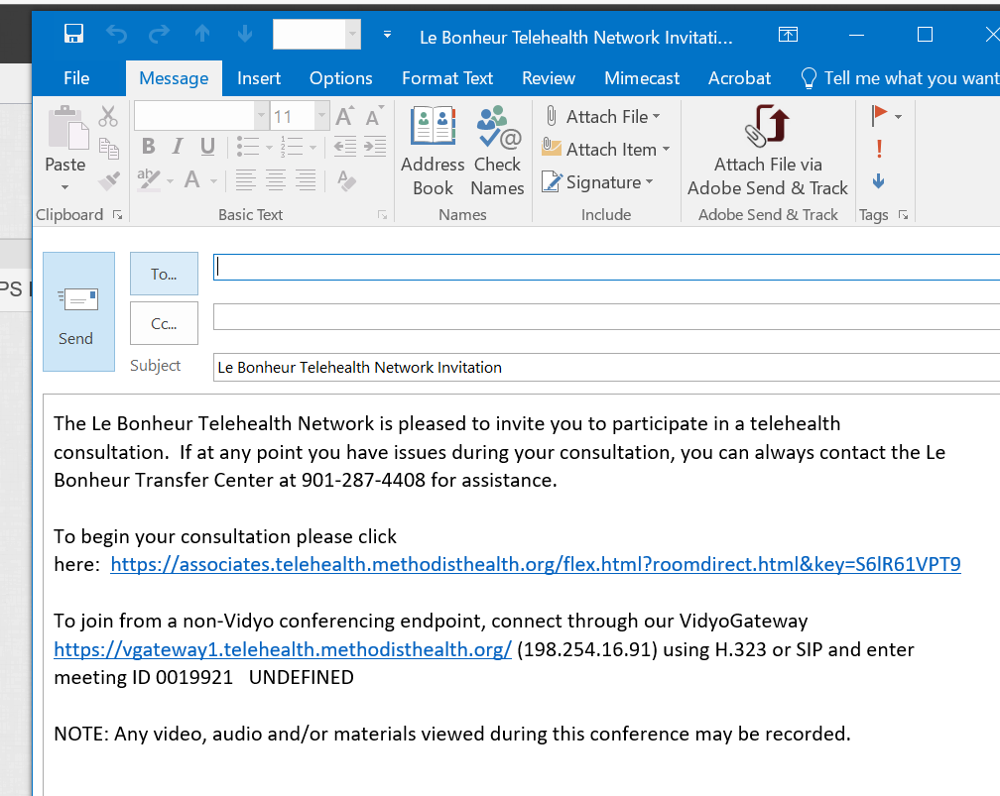 Le Bonheur Telehealth Network Invitati...
File Message Insert Options Format Text Review Mimecast Acrobat Tell me what you want
Paste
Clipboard
11
B I U
ab A
Basic Text
Address Book
Check Names
Names
Attach File
Attach Item
Signature
Include
Attach File via
Adobe Send & Track
Adobe Send & Track
Tags
PS
Send
To...
Cc...
Subject Le Bonheur Telehealth Network Invitation
The Le Bonheur Telehealth Network is pleased to invite you to participate in a telehealth
consultation.  If at any point you have issues during your consultation, you can always contact the Le
Bonheur Transfer Center at 901-287-4408 for assistance.
To begin your consultation please click
here:  https://associates.telehealth.methodisthealth.org/flex.html?roomdirect.html&key=S6lR61VPT9
To join from a non-Vidyo conferencing endpoint, connect through our VidyoGateway
https://vgateway1.telehealth.methodisthealth.org/ (198.254.16.91) using H.323 or SIP and enter
meeting ID 0019921   UNDEFINED
NOTE: Any video, audio and/or materials viewed during this conference may be recorded.